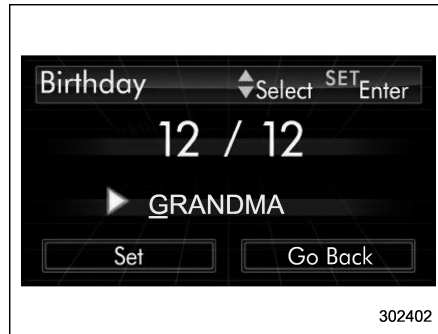 Birthday Select SET Enter
12 / 12
GRANDMA
Set Go Back
302402